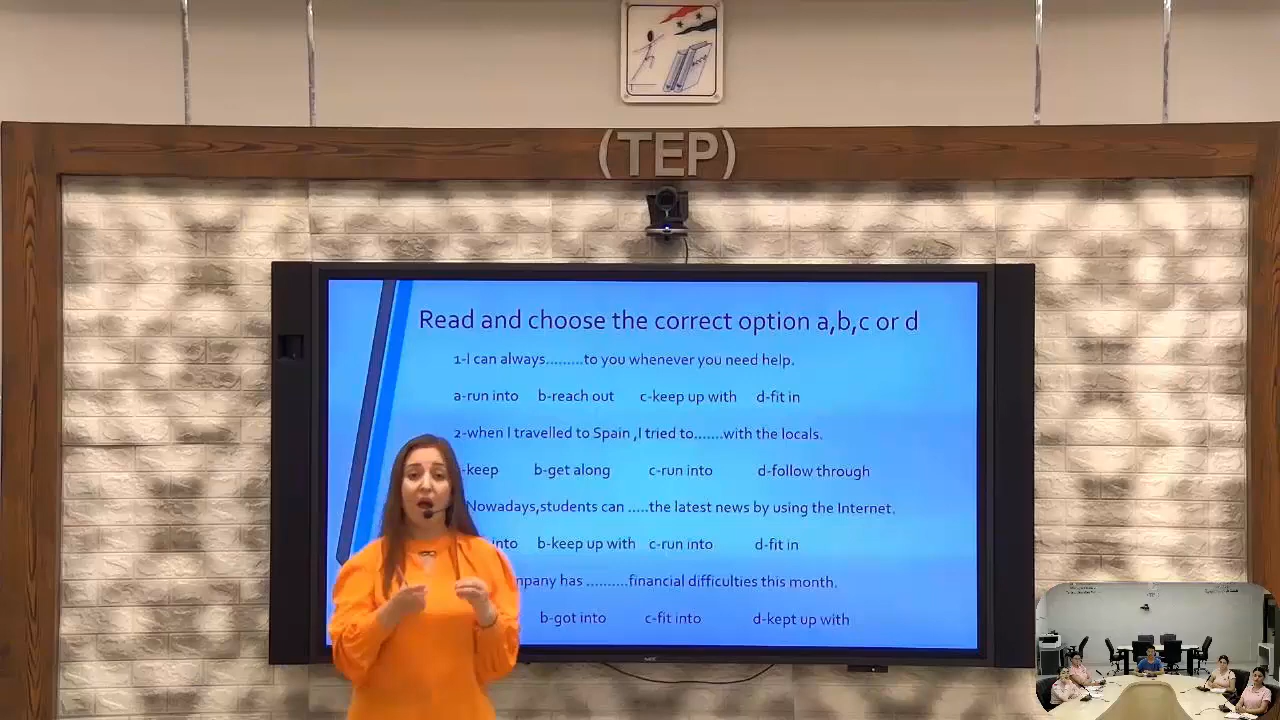 (TEP)
Read and choose the correct option a,b,c or d
1-I can always.........to you whenever you need help.
a-run into b-reach out c-keep up with d-fit in
2-when I travelled to Spain ,I tried to.......with the locals.
-keep b-get along c-run into d-follow through
Nowadays,students can .....the latest news by using the Internet.
into b-keep up with c-run into d-fit in
mpany has ..........financial difficulties this month.
b-got into c-fit into d-kept up with
NEC